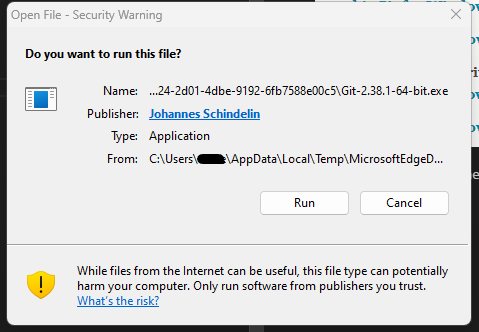 Open File - Security Warning
Do you want to run this file?
Name: ...24-2d01-4dbe-9192-6fb7588e00c5\Git-2.38.1-64-bit.exe
Publisher: Johannes Schindelin
Type: Application
From: C:\Users\ \AppData\Local\Temp\MicrosoftEdgeD...
Run Cancel
While files from the Internet can be useful, this file type can potentially
harm your computer. Only run software from publishers you trust.
What's the risk?